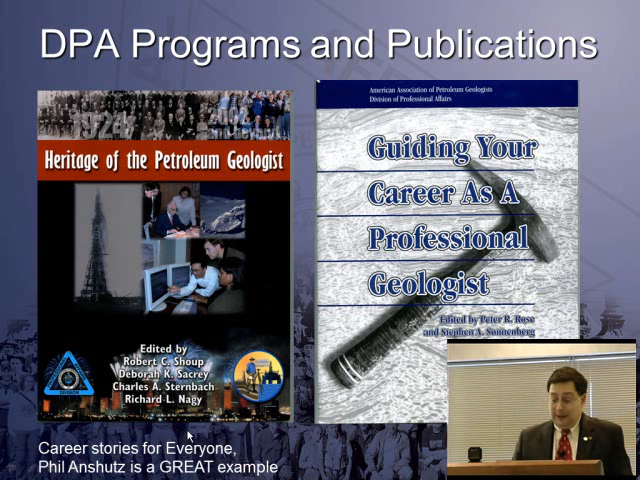 DPA Programs and Publications
1924
Heritage of the Petroleum Geologist
Edited by
Robert C. Shoup
Deborah K. Sacrey
Charles A. Sternbach
Richard L. Nagy
American Association of Petroleum Geologists
Division of Professional Affairs
Guiding Your
Career As A
Professional
Geologist
Edited by Peter R. Rose
and Stephen A. Sonnenberg
Career stories for Everyone,
Phil Anshutz is a GREAT example